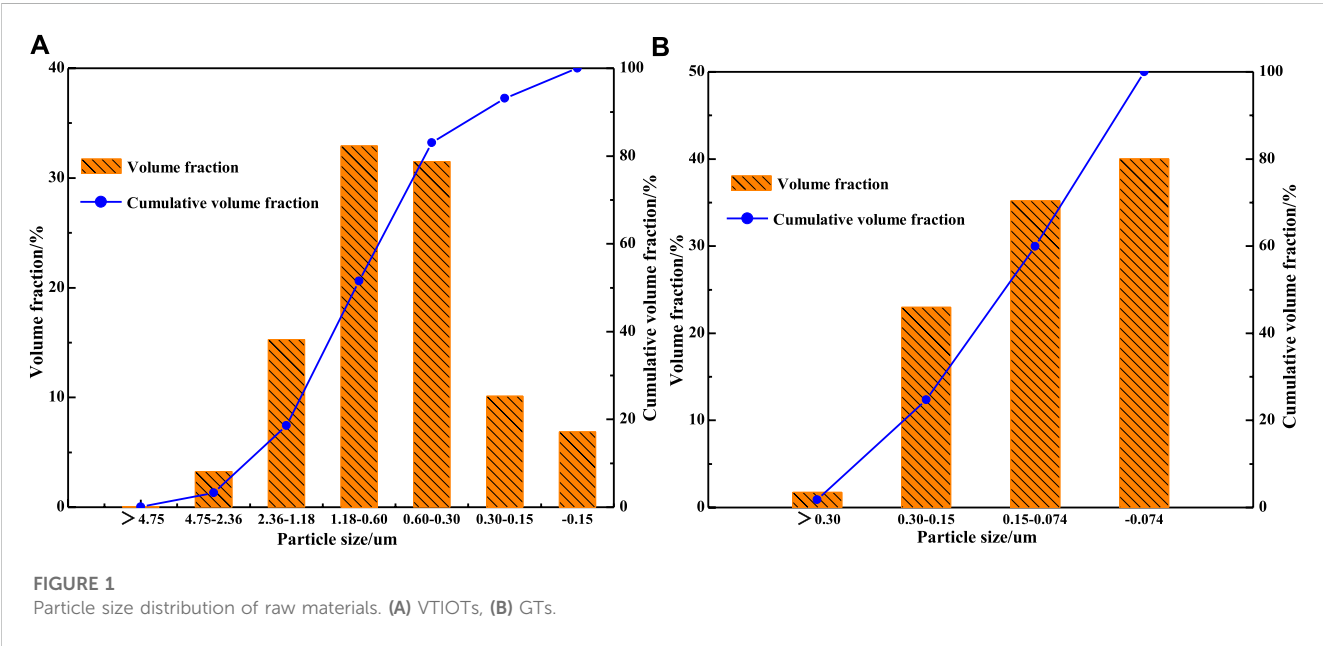 A
40
30
20
10
0
Volume fraction/%
Volume fraction
Cumulative volume fraction
100
80
60
40
20
0
Cumulative volume fraction/%
>4.75 4.75-2.36 2.36-1.18 1.18-0.60 0.60-0.30 0.30-0.15 -0.15
Particle size/um
B
50
40
30
20
10
0
Volume fraction/%
Volume fraction
Cumulative volume fraction
100
80
60
40
20
0
Cumulative volume fraction/%
>0.30 0.30-0.15 0.15-0.074 -0.074
Particle size/um
FIGURE 1
Particle size distribution of raw materials. (A) VTIOTs, (B) GTs.